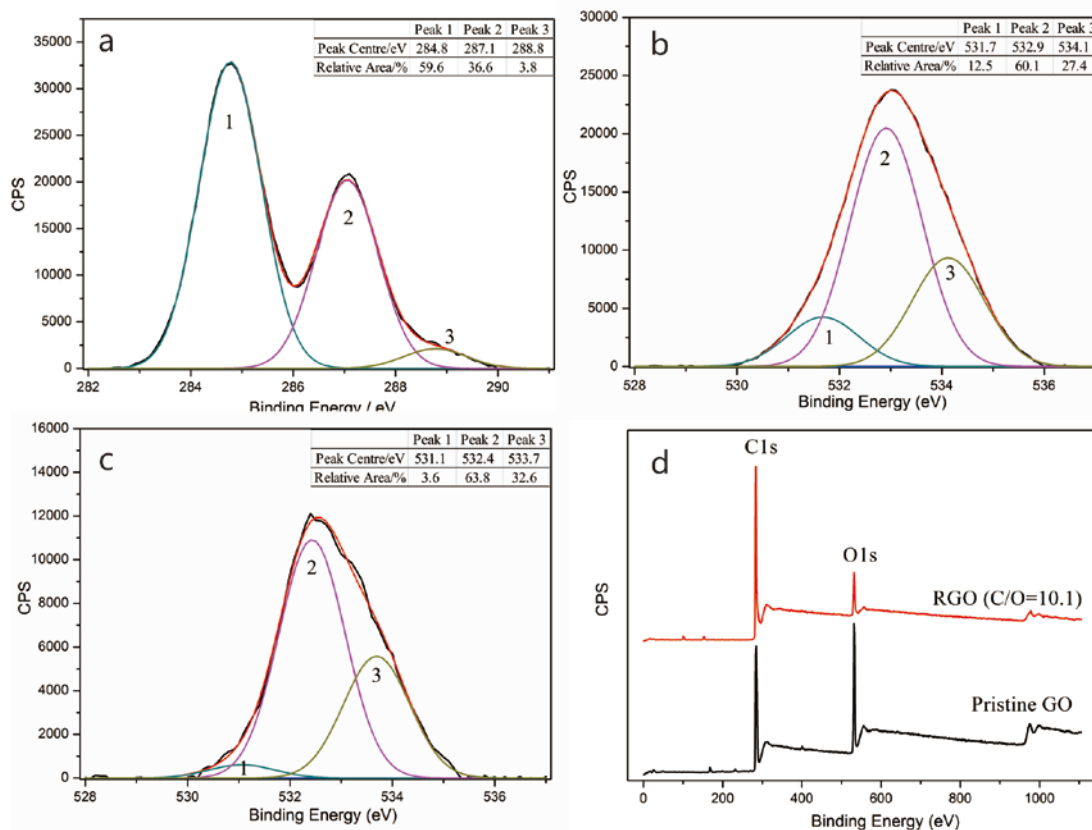 a
Peak 1 Peak 2 Peak 3
Peak Centre/eV 284.8 287.1 288.8
Relative Area/% 59.6 36.6 3.8
35000
30000
25000
20000
15000
10000
5000
0
CPS
1
2
3
282 284 286 288 290
Binding Energy / eV
b
Peak 1 Peak 2 Peak 3
Peak Centre/eV 531.7 532.9 534.1
Relative Area/% 12.5 60.1 27.4
30000
25000
20000
15000
10000
5000
0
CPS
1
2
3
528 530 532 534 536
Binding Energy (eV)
c
Peak 1 Peak 2 Peak 3
Peak Centre/eV 531.1 532.4 533.7
Relative Area/% 3.6 63.8 32.6
16000
14000
12000
10000
8000
6000
4000
2000
0
CPS
1
2
3
528 530 532 534 536
Binding Energy (eV)
d
C1s
O1s
RGO (C/O=10.1)
Pristine GO
CPS
0 200 400 600 800 1000
Binding Energy (eV)